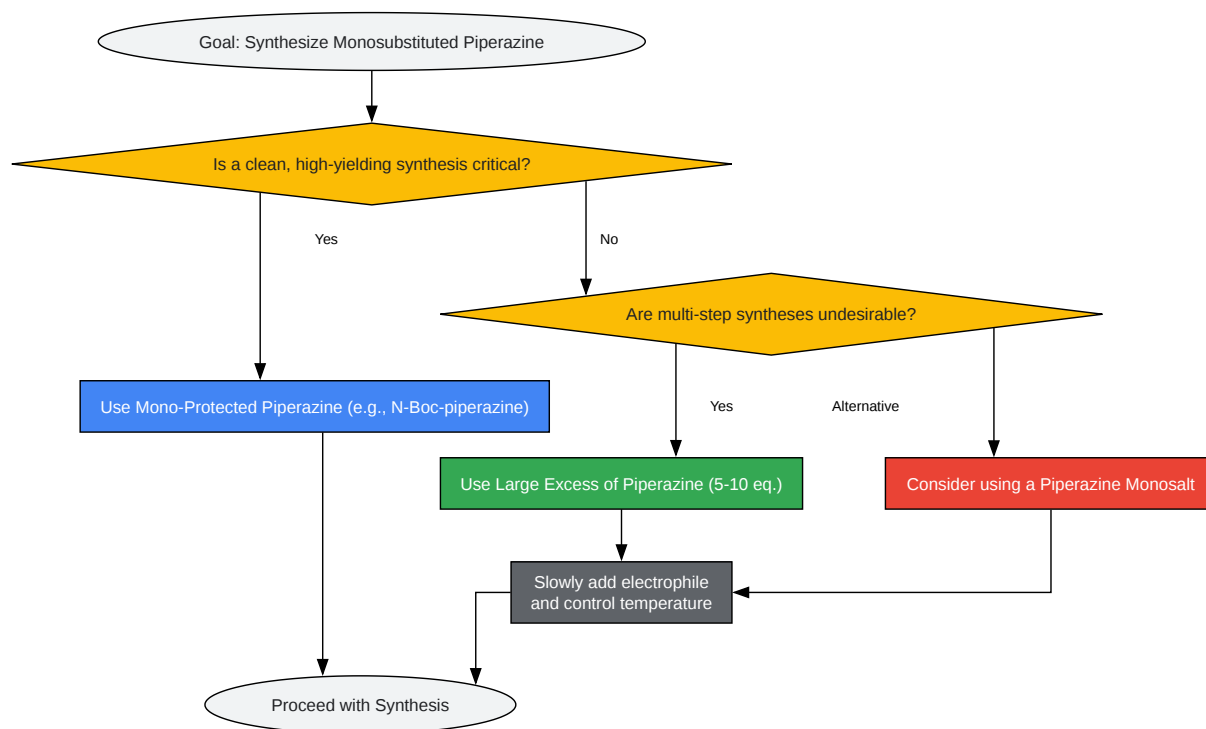 Goal: Synthesize Monosubstituted Piperazine
Is a clean, high-yielding synthesis critical?
Yes
No
Are multi-step syntheses undesirable?
Use Mono-Protected Piperazine (e.g., N-Boc-piperazine)
Yes
Alternative
Use Large Excess of Piperazine (5-10 eq.)
Consider using a Piperazine Monosalt
Slowly add electrophile
and control temperature
Proceed with Synthesis